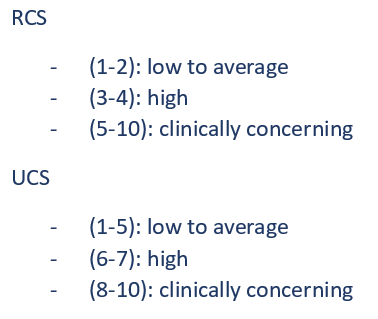 RCS
- (1-2): low to average
- (3-4): high
- (5-10): clinically concerning
UCS
- (1-5): low to average
- (6-7): high
- (8-10): clinically concerning